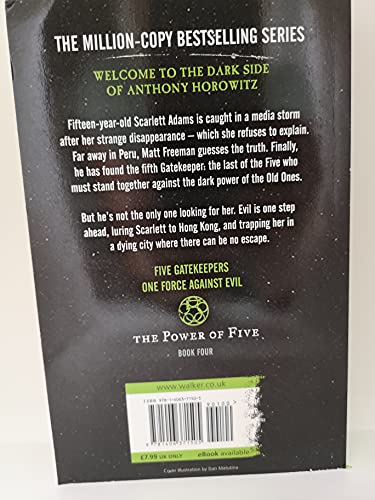 THE MILLION-COPY BESTSELLING SERIES
WELCOME TO THE DARK SIDE
OF ANTHONY HOROWITZ
Fifteen-year-old Scarlett Adams is caught in a media storm
after her strange disappearance – which she refuses to explain.
Far away in Peru, Matt Freeman guesses the truth. Finally,
he has found the fifth Gatekeeper: the last of the Five who
must stand together against the dark power of the Old Ones.
But he's not the only one looking for her. Evil is one step
ahead, luring Scarlett to Hong Kong, and trapping her in
a dying city where there can be no escape.
FIVE GATEKEEPERS
ONE FORCE AGAINST EVIL
THE POWER OF FIVE
BOOK FOUR
www.walker.co.uk
90100
£7.99 UK ONLY
eBook available
Cover illustration by